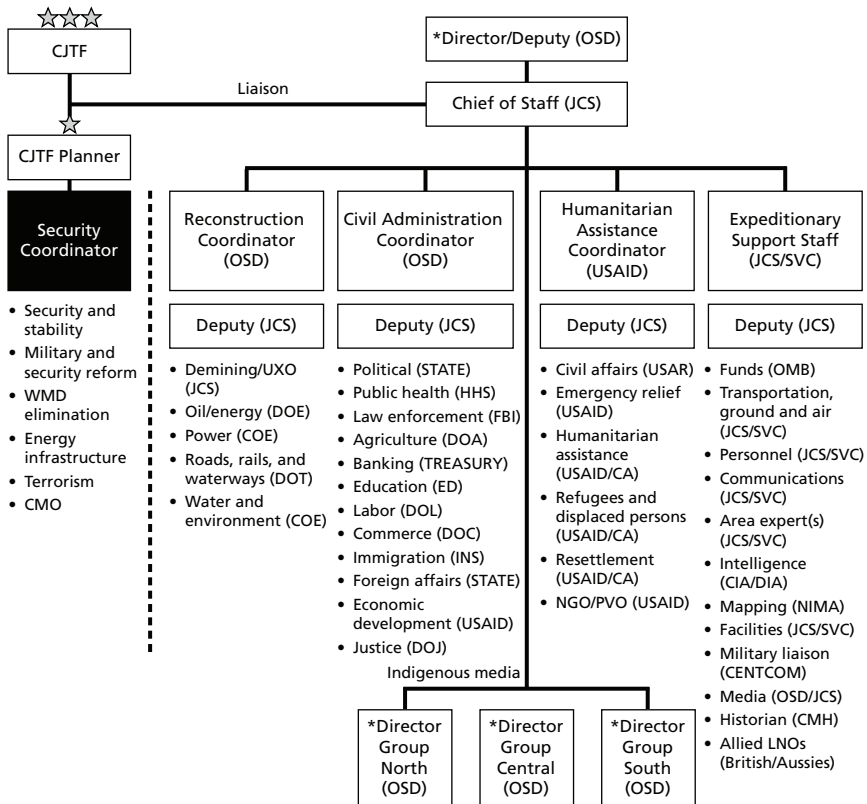 CJTF
*Director/Deputy (OSD)
Liaison
Chief of Staff (JCS)
CJTF Planner
Security
Coordinator
• Security and
stability
• Military and
security reform
• WMD
elimination
• Energy
infrastructure
• Terrorism
• CMO
Reconstruction
Coordinator
(OSD)
Deputy (JCS)
• Demining/UXO
(JCS)
• Oil/energy (DOE)
• Power (COE)
• Roads, rails, and
waterways (DOT)
• Water and
environment (COE)
Civil Administration
Coordinator
(OSD)
Deputy (JCS)
• Political (STATE)
• Public health (HHS)
• Law enforcement (FBI)
• Agriculture (DOA)
• Banking (TREASURY)
• Education (ED)
• Labor (DOL)
• Commerce (DOC)
• Immigration (INS)
• Foreign affairs (STATE)
• Economic
development (USAID)
• Justice (DOJ)
Humanitarian
Assistance
Coordinator
(USAID)
Deputy (JCS)
• Civil affairs (USAR)
• Emergency relief
(USAID)
• Humanitarian
assistance
(USAID/CA)
• Refugees and
displaced persons
(USAID/CA)
• Resettlement
(USAID/CA)
• NGO/PVO (USAID)
Expeditionary
Support Staff
(JCS/SVC)
Deputy (JCS)
• Funds (OMB)
• Transportation,
ground and air
(JCS/SVC)
• Personnel (JCS/SVC)
• Communications
(JCS/SVC)
• Area expert(s)
(JCS/SVC)
• Intelligence
(CIA/DIA)
• Mapping (NIMA)
• Facilities (JCS/SVC)
• Military liaison
(CENTCOM)
• Media (OSD/JCS)
• Historian (CMH)
• Allied LNOs
(British/Aussies)
Indigenous media
*Director
Group
North
(OSD)
*Director
Group
Central
(OSD)
*Director
Group
South
(OSD)